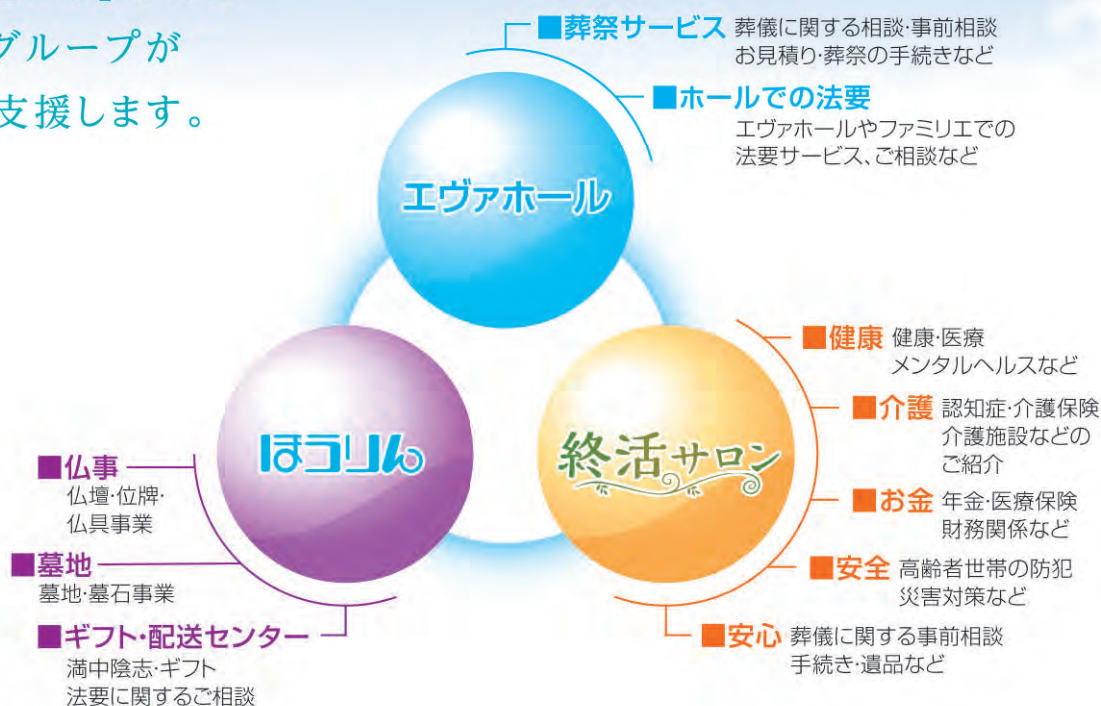 グループが
支援します。
■葬祭サービス 葬儀に関する相談・事前相談
お見積り・葬祭の手続きなど
■ホールでの法要
エヴァホールやファミリエでの
法要サービス、ご相談など
エヴァホール
ほうりん
終活サロン
■健康 健康・医療
メンタルヘルスなど
■介護 認知症・介護保険
介護施設などの
ご紹介
■お金 年金・医療保険
財務関係など
■安全 高齢者世帯の防犯
災害対策など
■安心 葬儀に関する事前相談
手続き・遺品など
■仏事
仏壇・位牌・
仏具事業
■墓地
墓地・墓石事業
■ギフト・配送センター
満中陰志・ギフト
法要に関するご相談